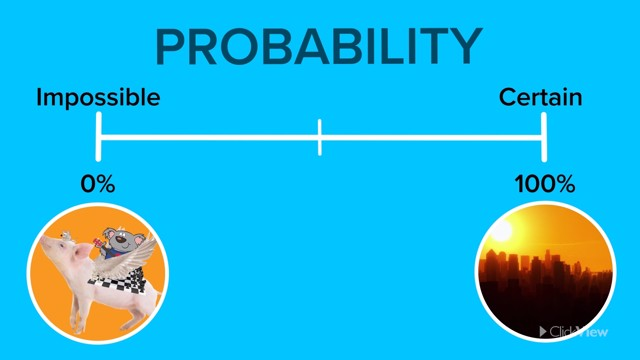 PROBABILITY
Impossible
Certain
0%
100%
ClickView